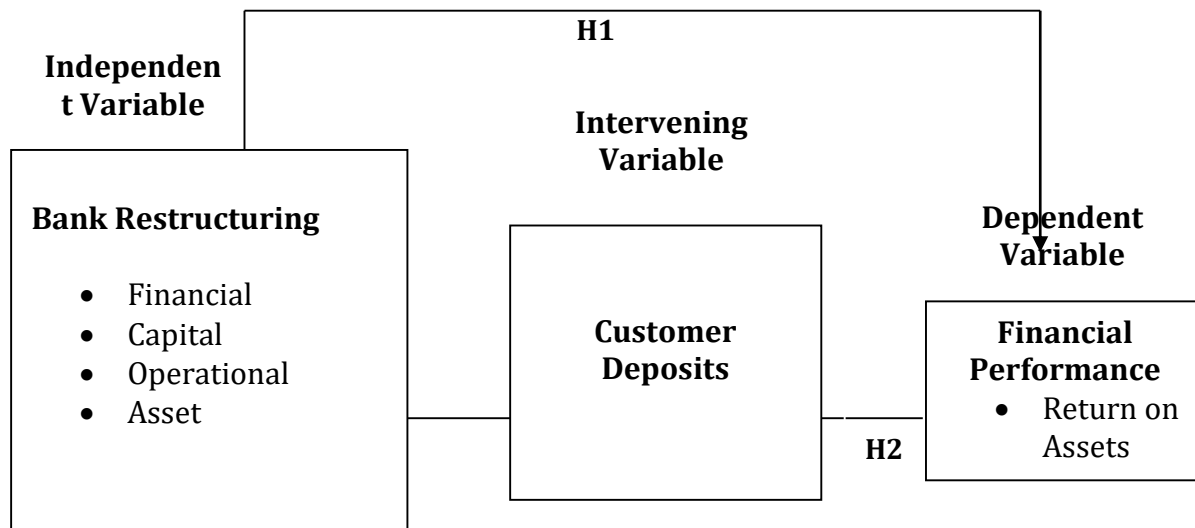 H1
Independen
t Variable
Intervening
Variable
Dependent
Variable
Bank Restructuring
• Financial
• Capital
• Operational
• Asset
Customer
Deposits
Financial
Performance
• Return on
Assets
H2